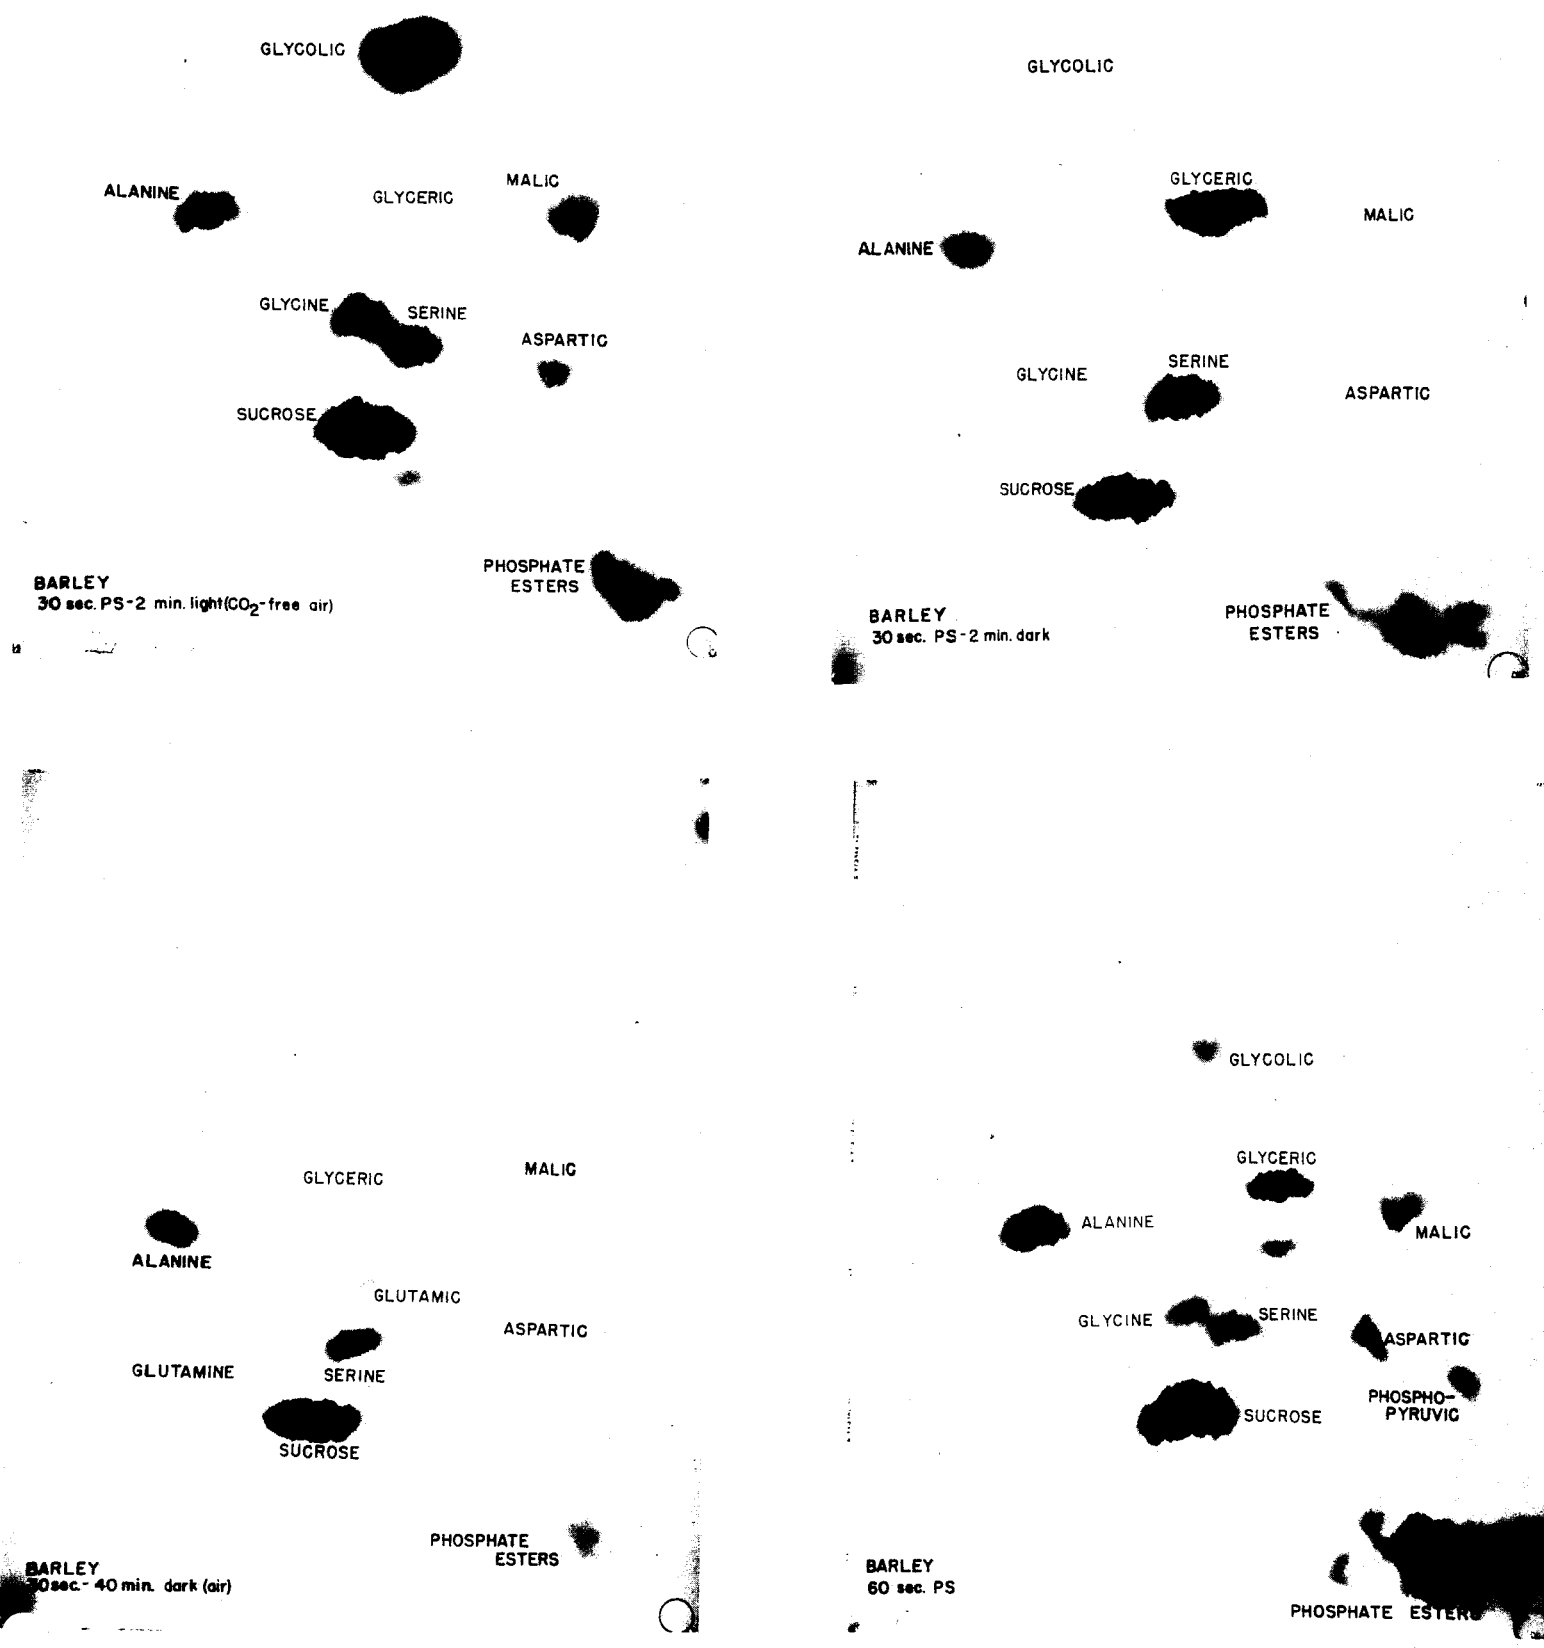 GLYCOLIC
ALANINE
GLYCERIC
MALIC
GLYCINE
SERINE
ASPARTIC
SUCROSE
PHOSPHATE
ESTERS
BARLEY
30 sec. PS-2 min. light (CO2-free air)
GLYCOLIC
GLYCERIC
MALIC
ALANINE
GLYCINE
SERINE
ASPARTIC
SUCROSE
PHOSPHATE
ESTERS
BARLEY
30 sec. PS-2 min. dark
GLYCERIC
MALIC
ALANINE
GLUTAMIC
ASPARTIC
GLUTAMINE
SERINE
SUCROSE
PHOSPHATE
ESTERS
BARLEY
30sec.-40 min. dark (air)
GLYCOLIC
GLYCERIC
ALANINE
MALIC
GLYCINE
SERINE
ASPARTIC
PHOSPHO-
PYRUVIC
SUCROSE
BARLEY
60 sec. PS
PHOSPHATE ESTERS